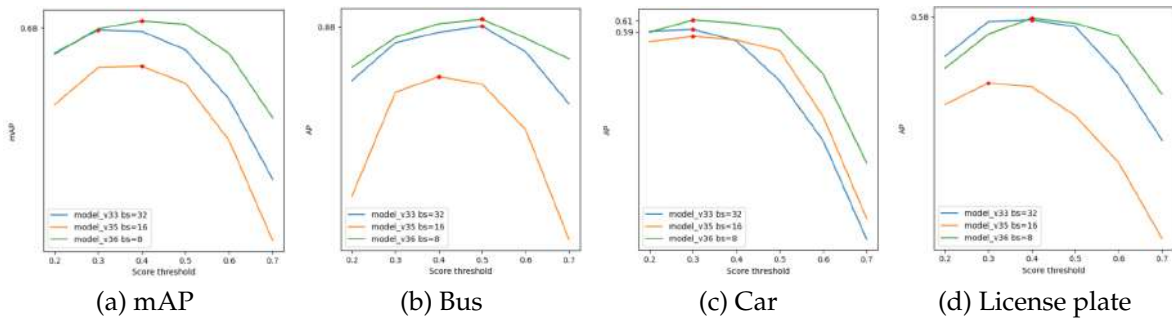 0.68
mAP
model_v33 bs=32
model_v35 bs=16
model_v36 bs=8
0.2 0.3 0.4 0.5 0.6 0.7
Score threshold
(a) mAP
0.68
AP
model_v33 bs=32
model_v35 bs=16
model_v36 bs=8
0.2 0.3 0.4 0.5 0.6 0.7
Score threshold
(b) Bus
0.61
0.59
AP
model_v33 bs=32
model_v35 bs=16
model_v36 bs=8
0.2 0.3 0.4 0.5 0.6 0.7
Score threshold
(c) Car
0.58
AP
model_v33 bs=32
model_v35 bs=16
model_v36 bs=8
0.2 0.3 0.4 0.5 0.6 0.7
Score threshold
(d) License plate